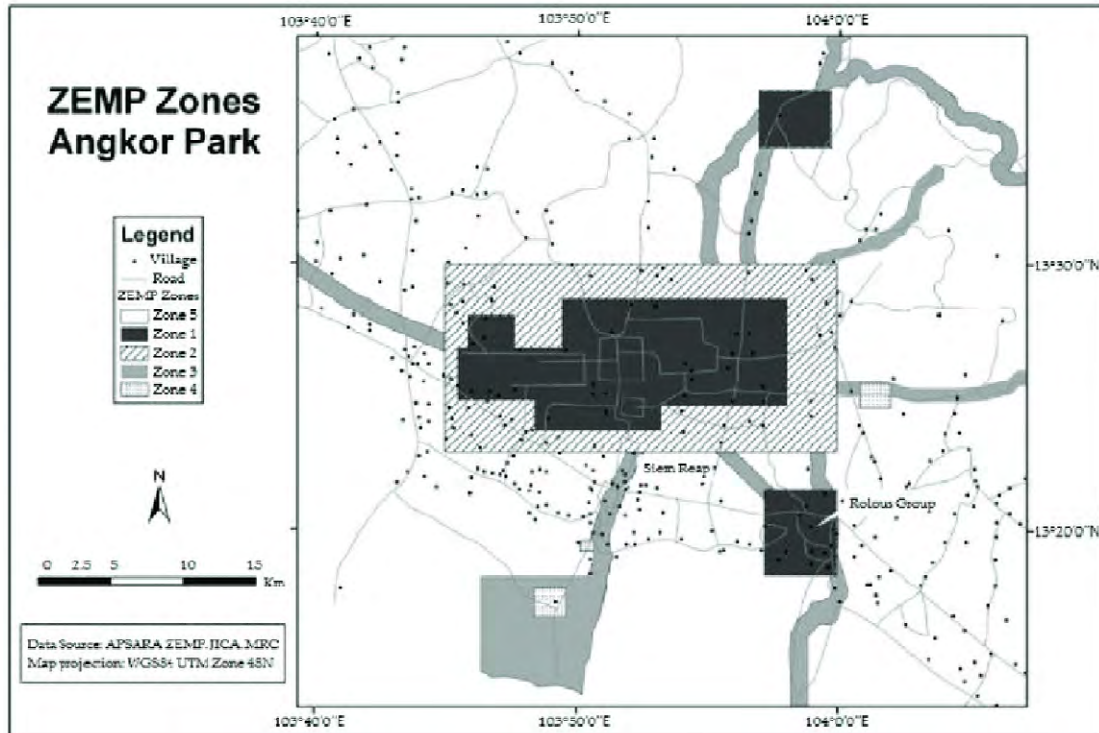 103°40'0"E 103°50'0"E 104°0'0"E
ZEMP Zones
Angkor Park
Legend
Village
Road
ZEMP Zones
Zone 5
Zone 1
Zone 2
Zone 3
Zone 4
N
0 2.5 5 10 15
Km
Data Source: APSARA ZEMP, JICA, MRC
Map projection: WGS84 UTM Zone 48N
13°30'0"N
Siem Reap
Rolous Group
13°20'0"N
103°40'0"E 103°50'0"E 104°0'0"E